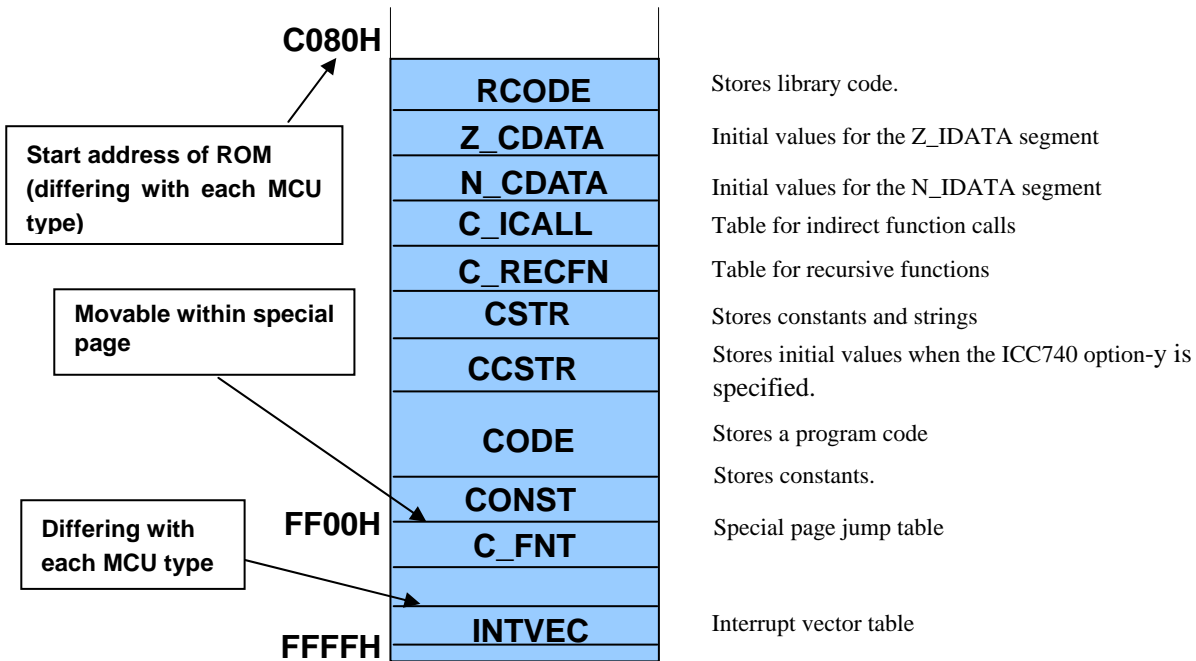 C080H
RCODE
Stores library code.
Start address of ROM
(differing with each MCU
type)
Z_CDATA
Initial values for the Z_IDATA segment
N_CDATA
Initial values for the N_IDATA segment
C_ICALL
Table for indirect function calls
C_RECFN
Table for recursive functions
Movable within special
page
CSTR
Stores constants and strings
CCSTR
Stores initial values when the ICC740 option-y is
specified.
CODE
Stores a program code
CONST
Stores constants.
Differing with
each MCU type
FF00H
C_FNT
Special page jump table
INTVEC
Interrupt vector table
FFFFH